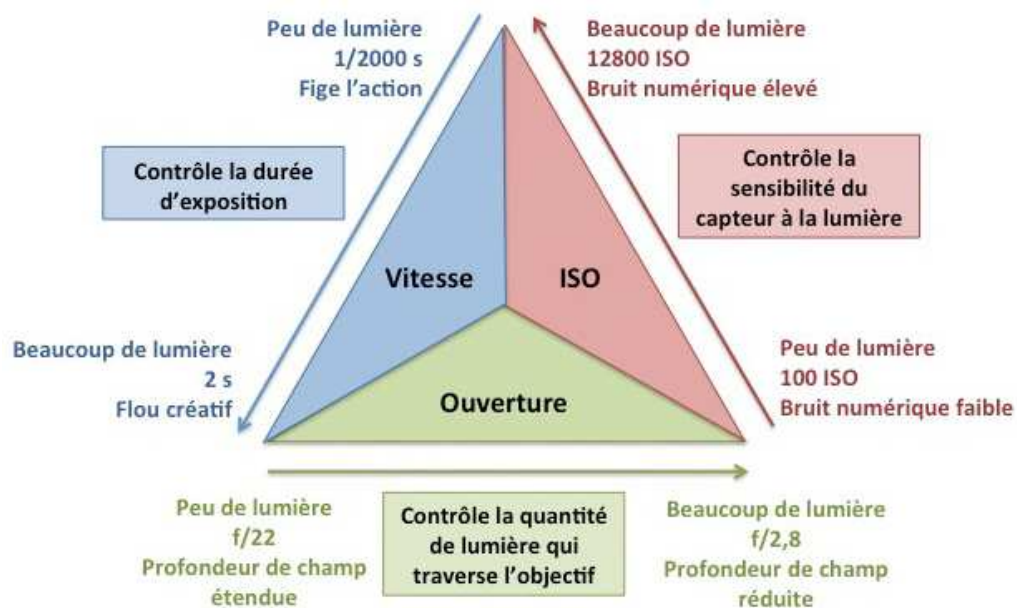 Peu de lumière
1/2000 s
Fige l’action
Beaucoup de lumière
12800 ISO
Bruit numérique élevé
Contrôle la durée
d’exposition
Contrôle la
sensibilité du
capteur à la lumière
Vitesse
ISO
Beaucoup de lumière
2 s
Flou créatif
Peu de lumière
100 ISO
Bruit numérique faible
Ouverture
Peu de lumière
f/22
Profondeur de champ
étendue
Contrôle la quantité
de lumière qui
traverse l’objectif
Beaucoup de lumière
f/2,8
Profondeur de champ
réduite